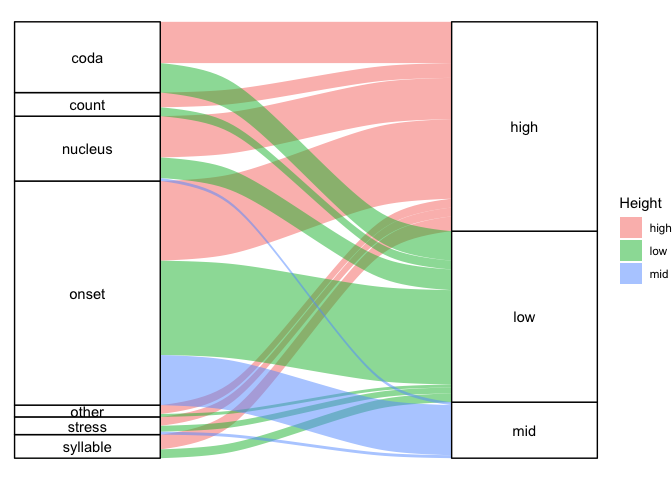 coda
count
nucleus
onset
other
stress
syllable
high
low
mid
Height
high
low
mid